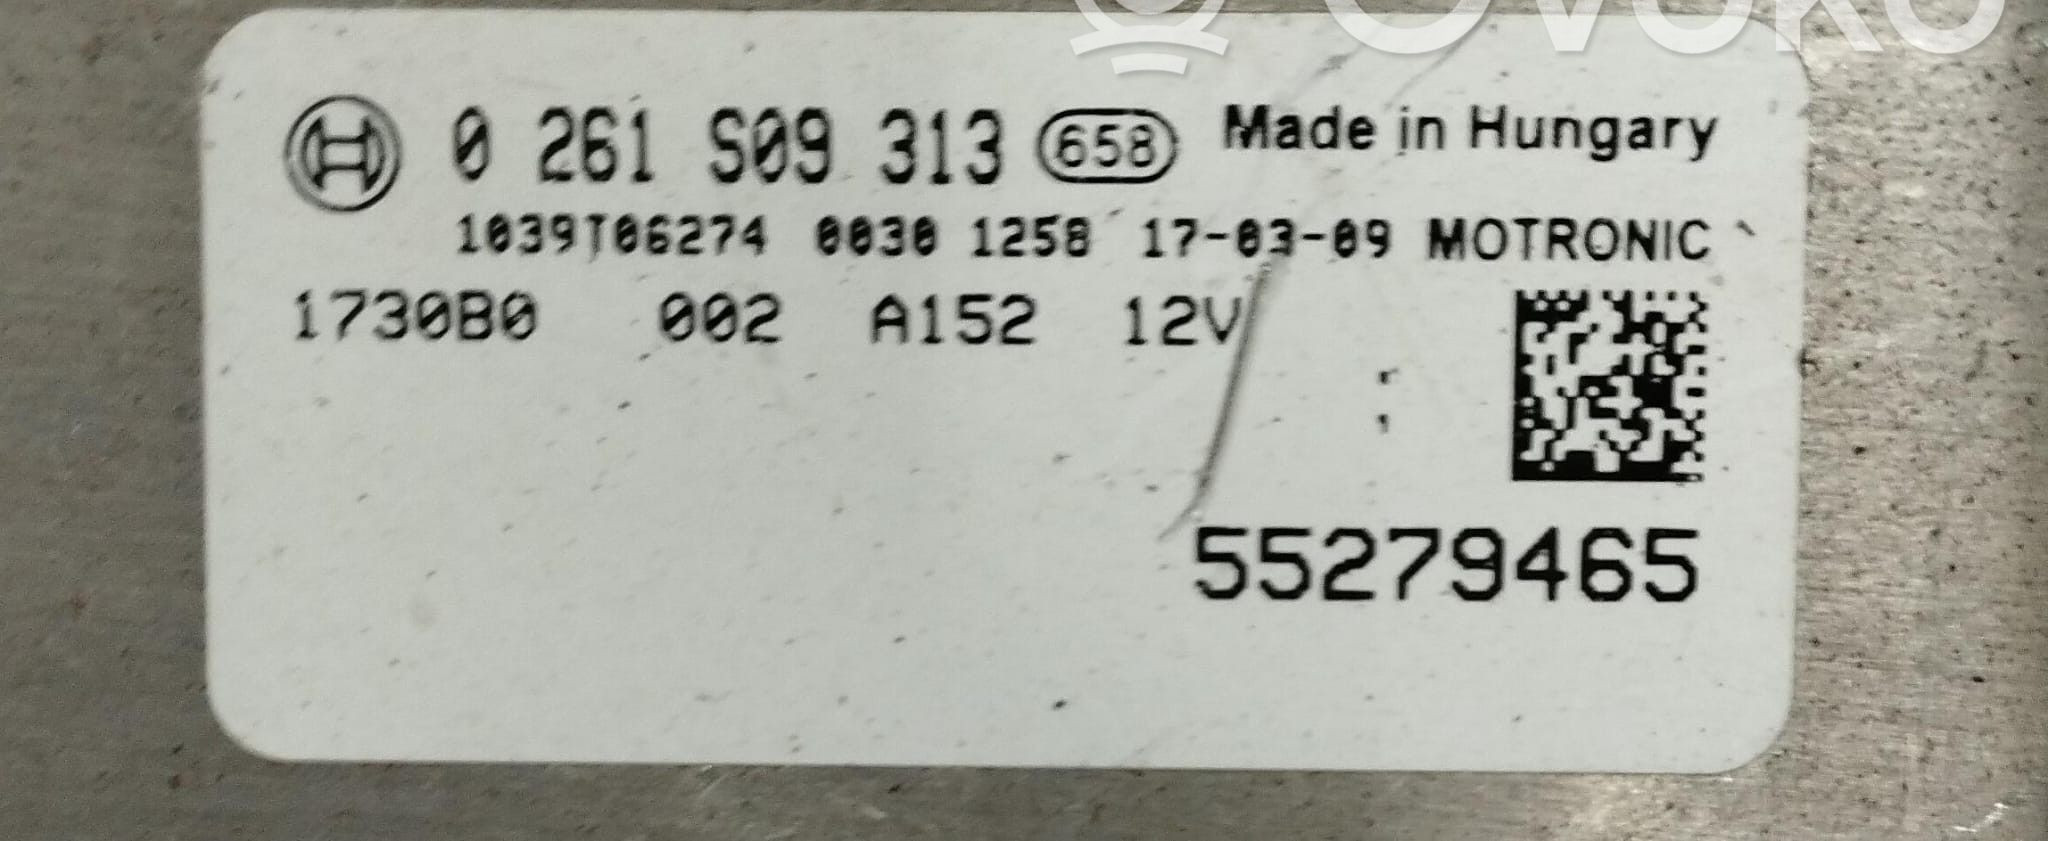 OVOKO
0 261 S09 313 658 Made in Hungary
1039T06274 0030 1258 17-03-09 MOTRONIC
1730B0 002 A152 12V
55279465